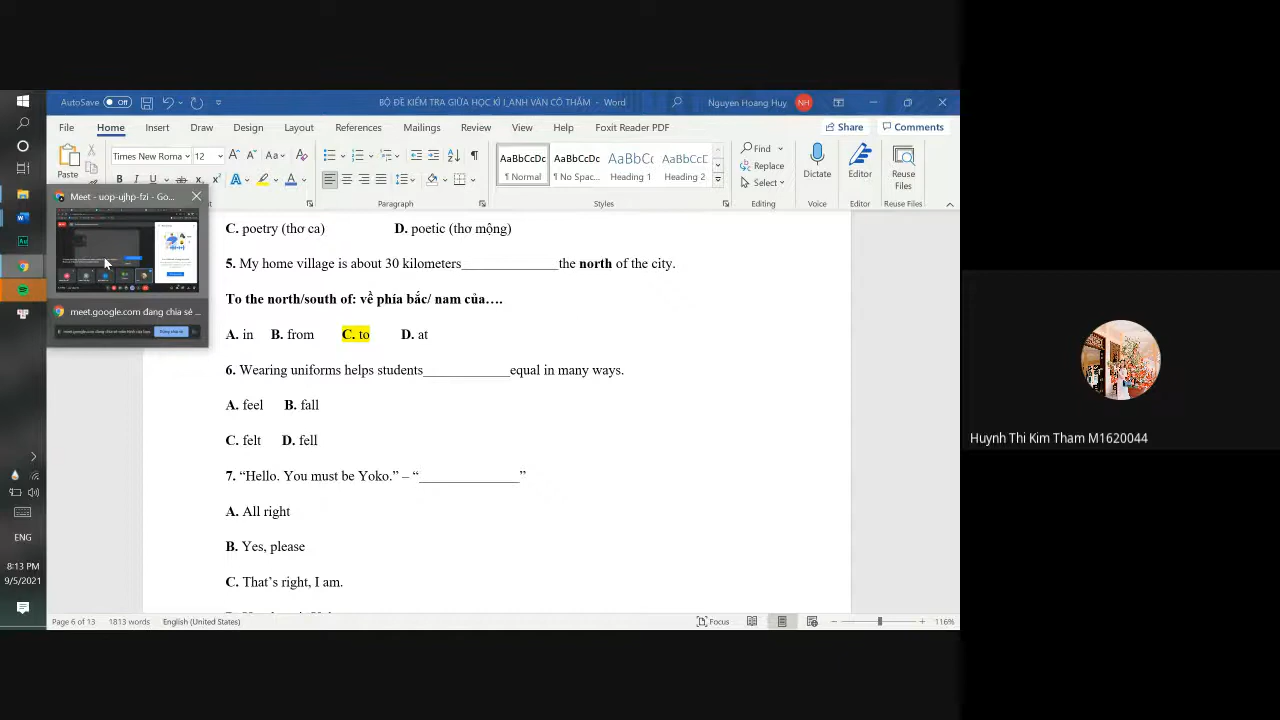 AutoSave Off BỘ ĐỀ KIỂM TRA GIỮA HỌC KÌ I_ANH VĂN CÔ THẮM - Word Nguyen Hoang Huy NH
File Home Insert Draw Design Layout References Mailings Review View Help Foxit Reader PDF Share Comments
Paste
Times New Roma 12
B I U
AaBbCcDc AaBbCcDc AaBbCc AaBbCcD
¶ Normal ¶ No Spac... Heading 1 Heading 2
Find
Replace
Select
Dictate
Editor
Reuse Files
Paragraph Styles Editing Voice Editor Reuse Files
Meet - uop-ujhp-fzi - Go...
meet.google.com đang chia sẻ ...
C. poetry (thơ ca) D. poetic (thơ mộng)
5. My home village is about 30 kilometers______________the north of the city.
To the north/south of: về phía bắc/ nam của….
A. in B. from C. to D. at
6. Wearing uniforms helps students____________equal in many ways.
A. feel B. fall
C. felt D. fell
7. “Hello. You must be Yoko.” – “______________”
A. All right
B. Yes, please
C. That’s right, I am.
ENG
8:13 PM
9/5/2021
Page 6 of 13 1813 words English (United States) Focus 116%
Huynh Thi Kim Tham M1620044